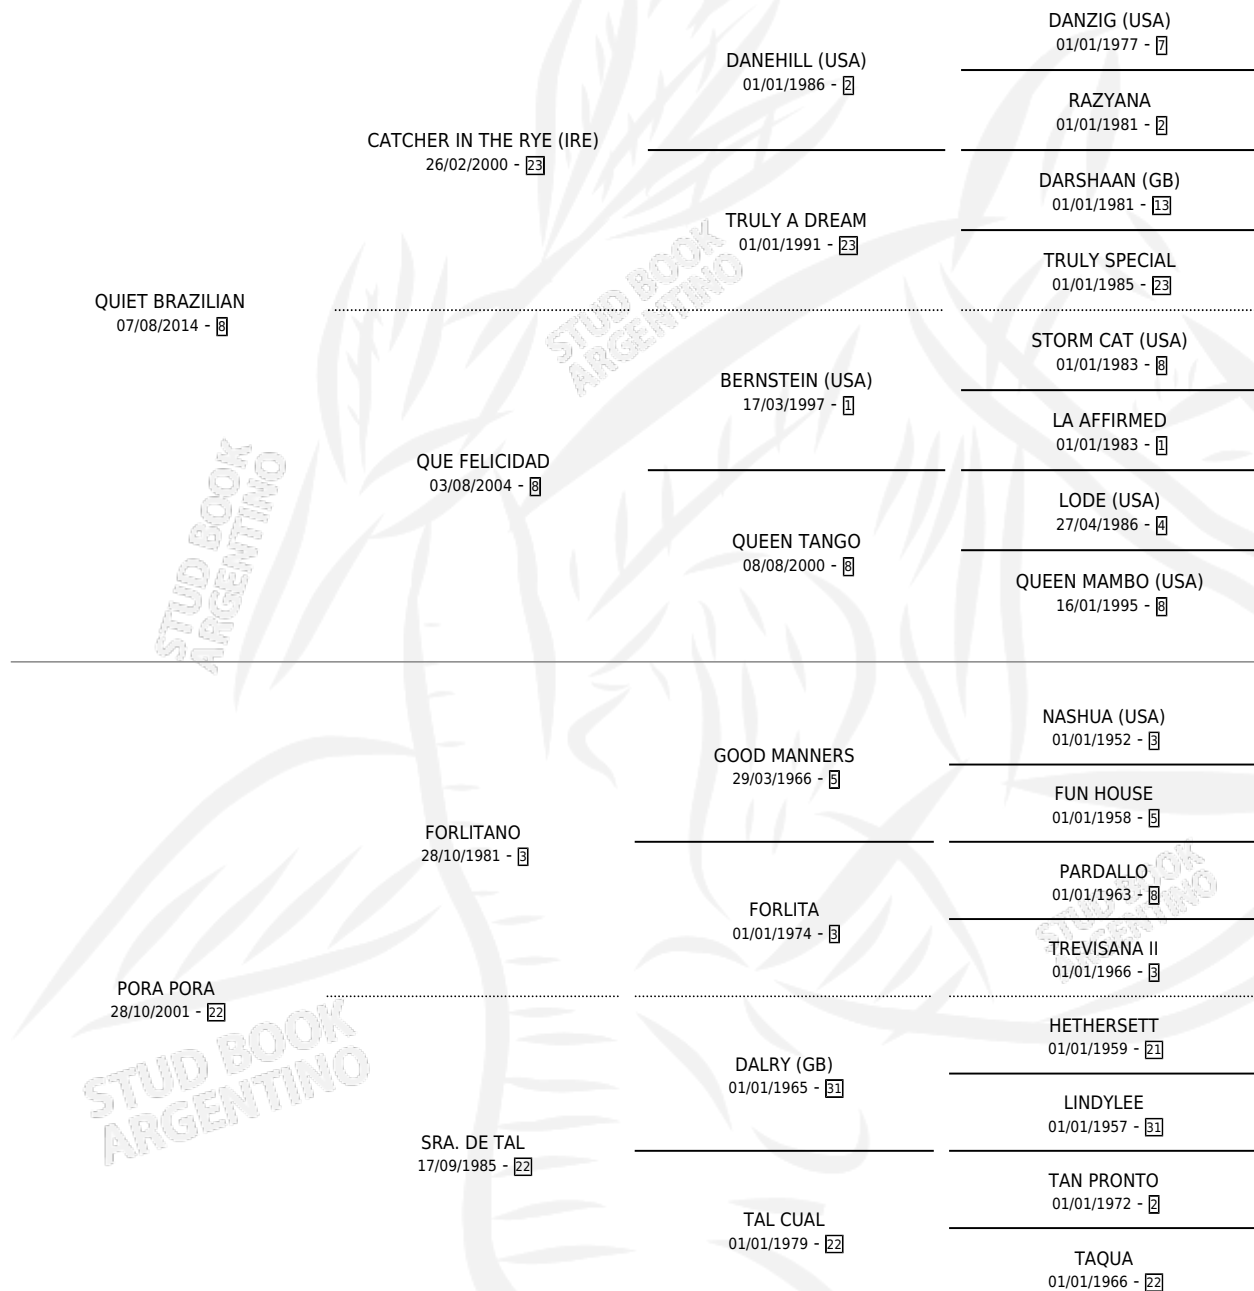 DANZIG (USA)
01/01/1977 - 7
DANEHILL (USA)
01/01/1986 - 2
RAZYANA
01/01/1981 - 2
CATCHER IN THE RYE (IRE)
26/02/2000 - 23
DARSHAAN (GB)
01/01/1981 - 13
TRULY A DREAM
01/01/1991 - 23
TRULY SPECIAL
01/01/1985 - 23
QUIET BRAZILIAN
07/08/2014 - 8
STORM CAT (USA)
01/01/1983 - 8
BERNSTEIN (USA)
17/03/1997 - 1
LA AFFIRMED
01/01/1983 - 1
QUE FELICIDAD
03/08/2004 - 8
LODE (USA)
27/04/1986 - 4
QUEEN TANGO
08/08/2000 - 8
QUEEN MAMBO (USA)
16/01/1995 - 8
NASHUA (USA)
01/01/1952 - 3
GOOD MANNERS
29/03/1966 - 5
FUN HOUSE
01/01/1958 - 5
FORLITANO
28/10/1981 - 3
PARDALLO
01/01/1963 - 8
FORLITA
01/01/1974 - 3
TREVISANA II
01/01/1966 - 3
PORA PORA
28/10/2001 - 22
HETHERSETT
01/01/1959 - 21
DALRY (GB)
01/01/1965 - 31
LINDYLEE
01/01/1957 - 31
SRA. DE TAL
17/09/1985 - 22
TAN PRONTO
01/01/1972 - 2
TAL CUAL
01/01/1979 - 22
TAQUA
01/01/1966 - 22
STUD BOOK
ARGENTINO
STUD BOOK
ARGENTINO
STUD BOOK
ARGENTINO
STUD BOOK
ARGENTINO